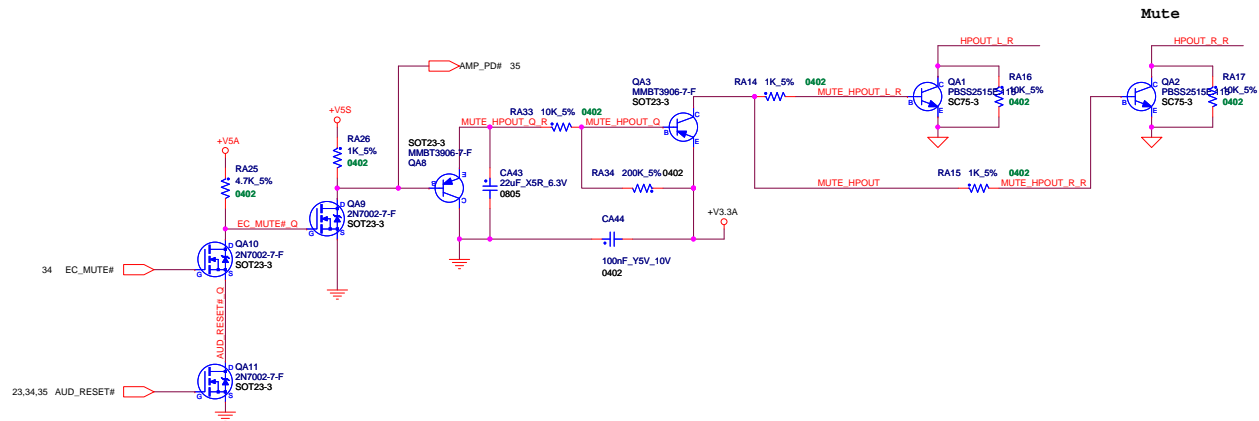 Mute
HPOUT_L_R
HPOUT_R_R
AMP_PD# 35
QA3
MMBT3906-7-F
SOT23-3
RA14 1K_5% 0402
MUTE_HPOUT_L_R
QA1
SC75-3
RA16
0402
QA2
SC75-3
RA17
0402
B
C
E
B
C
E
+V5S
RA26
1K_5%
0402
RA33 10K_5% 0402
MUTE_HPOUT_Q_R
MUTE_HPOUT_Q
B
C
E
+V5A
RA25
4.7K_5%
0402
SOT23-3
MMBT3906-7-F
QA8
B
E
C
CA43
22uF_X5R_6.3V
0805
RA34 200K_5% 0402
MUTE_HPOUT
RA15 1K_5% 0402
MUTE_HPOUT_R_R
EC_MUTE#_Q
QA9
2N7002-7-F
SOT23-3
D
G
S
+V3.3A
CA44
100nF_Y5V_10V
0402
34 EC_MUTE#
QA10
2N7002-7-F
SOT23-3
D
G
S
AUD_RESET#_Q
23,34,35 AUD_RESET#
QA11
2N7002-7-F
SOT23-3
D
G
S